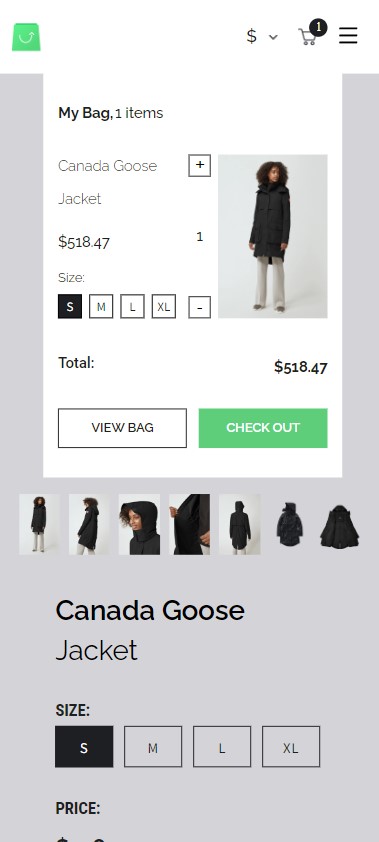 $ 1
My Bag, 1 items
Canada Goose
Jacket
+
$518.47
1
Size:
S M L XL -
Total: $518.47
VIEW BAG CHECK OUT
Canada Goose
Jacket
SIZE:
S M L XL
PRICE: